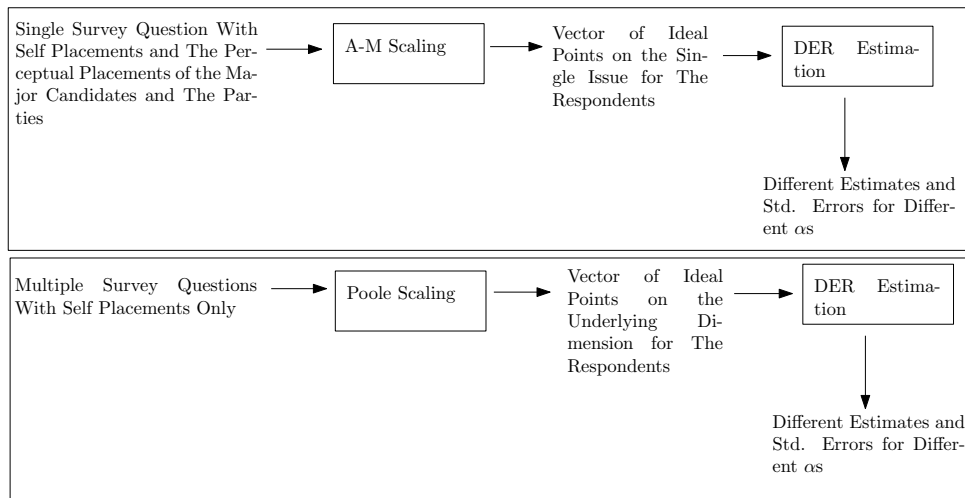 Single Survey Question With
Self Placements and The Per-
ceptual Placements of the Ma-
jor Candidates and The Par-
ties
A-M Scaling
Vector of Ideal
Points on the Sin-
gle Issue for The
Respondents
DER Estima-
tion
Different Estimates and
Std. Errors for Differ-
ent αs
Multiple Survey Questions
With Self Placements Only
Poole Scaling
Vector of Ideal
Points on the
Underlying Di-
mension for The
Respondents
DER Estima-
tion
Different Estimates and
Std. Errors for Differ-
ent αs